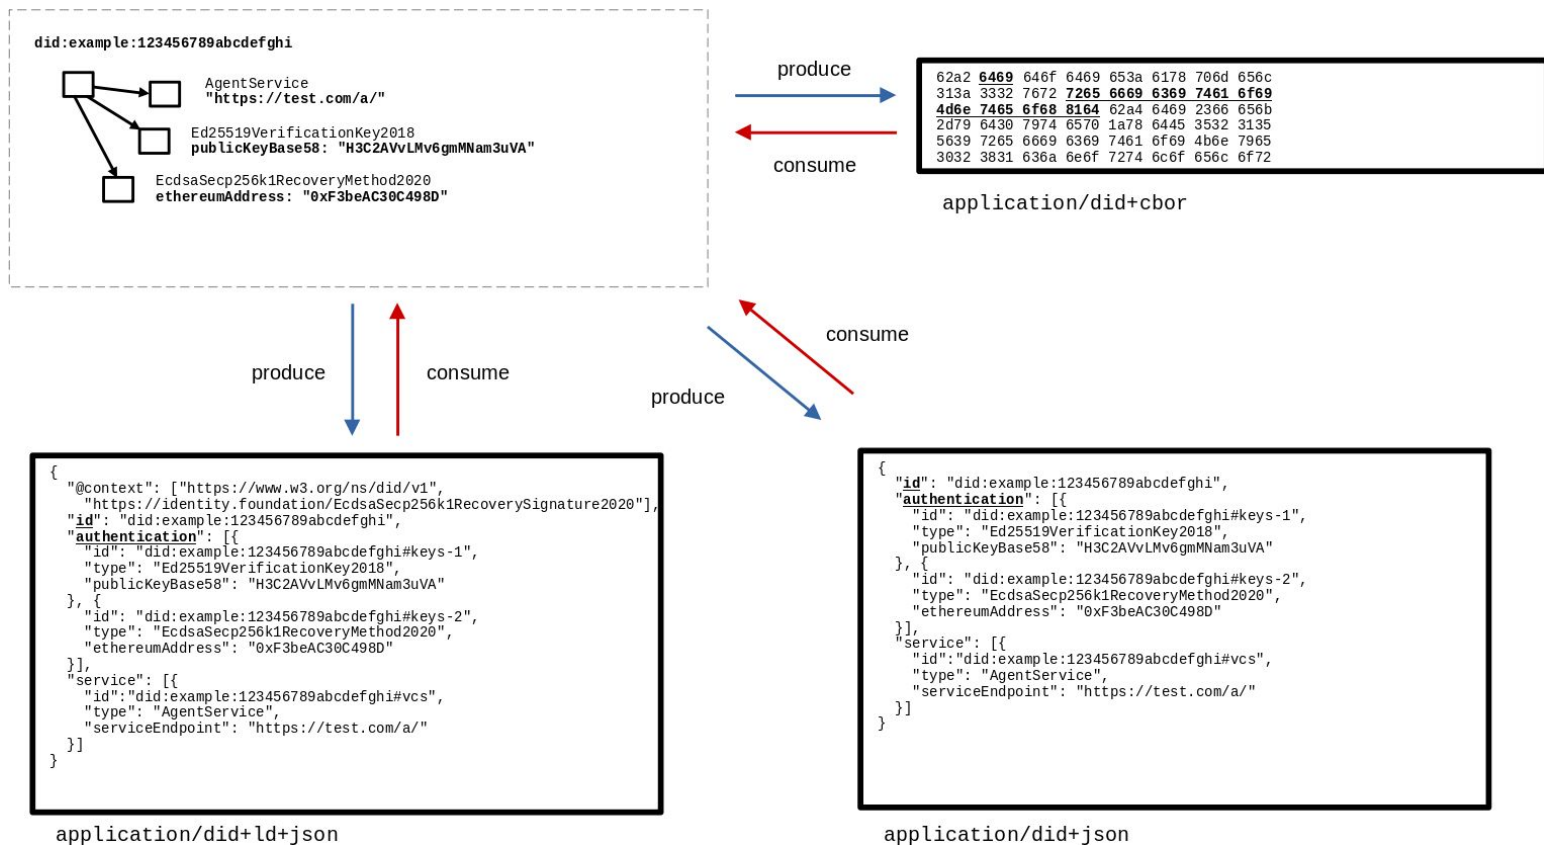 did:example:123456789abcdefghi
AgentService
"https://test.com/a/"
Ed25519VerificationKey2018
publicKeyBase58: "H3C2AVvLMv6gmMNam3uVA"
EcdsaSecp256k1RecoveryMethod2020
ethereumAddress: "0xF3beAC30C498D"
produce
consume
62a2 6469 646f 6469 653a 6178 706d 656c
313a 3332 7672 7265 6669 6369 7461 6f69
4d6e 7465 6f68 8164 62a4 6469 2366 656b
2d79 6430 7974 6570 1a78 6445 3532 3135
5639 7265 6669 6369 7461 6f69 4b6e 7965
3032 3831 636a 6e6f 7274 6c6f 656c 6f72
application/did+cbor
produce
consume
produce
consume
{
  "@context": ["https://www.w3.org/ns/did/v1",
    "https://identity.foundation/EcdsaSecp256k1RecoverySignature2020"],
  "id": "did:example:123456789abcdefghi",
  "authentication": [{
    "id": "did:example:123456789abcdefghi#keys-1",
    "type": "Ed25519VerificationKey2018",
    "publicKeyBase58": "H3C2AVvLMv6gmMNam3uVA"
  }, {
    "id": "did:example:123456789abcdefghi#keys-2",
    "type": "EcdsaSecp256k1RecoveryMethod2020",
    "ethereumAddress": "0xF3beAC30C498D"
  }],
  "service": [{
    "id":"did:example:123456789abcdefghi#vcs",
    "type": "AgentService",
    "serviceEndpoint": "https://test.com/a/"
  }]
}
application/did+ld+json
{
  "id": "did:example:123456789abcdefghi",
  "authentication": [{
    "id": "did:example:123456789abcdefghi#keys-1",
    "type": "Ed25519VerificationKey2018",
    "publicKeyBase58": "H3C2AVvLMv6gmMNam3uVA"
  }, {
    "id": "did:example:123456789abcdefghi#keys-2",
    "type": "EcdsaSecp256k1RecoveryMethod2020",
    "ethereumAddress": "0xF3beAC30C498D"
  }],
  "service": [{
    "id":"did:example:123456789abcdefghi#vcs",
    "type": "AgentService",
    "serviceEndpoint": "https://test.com/a/"
  }]
}
application/did+json